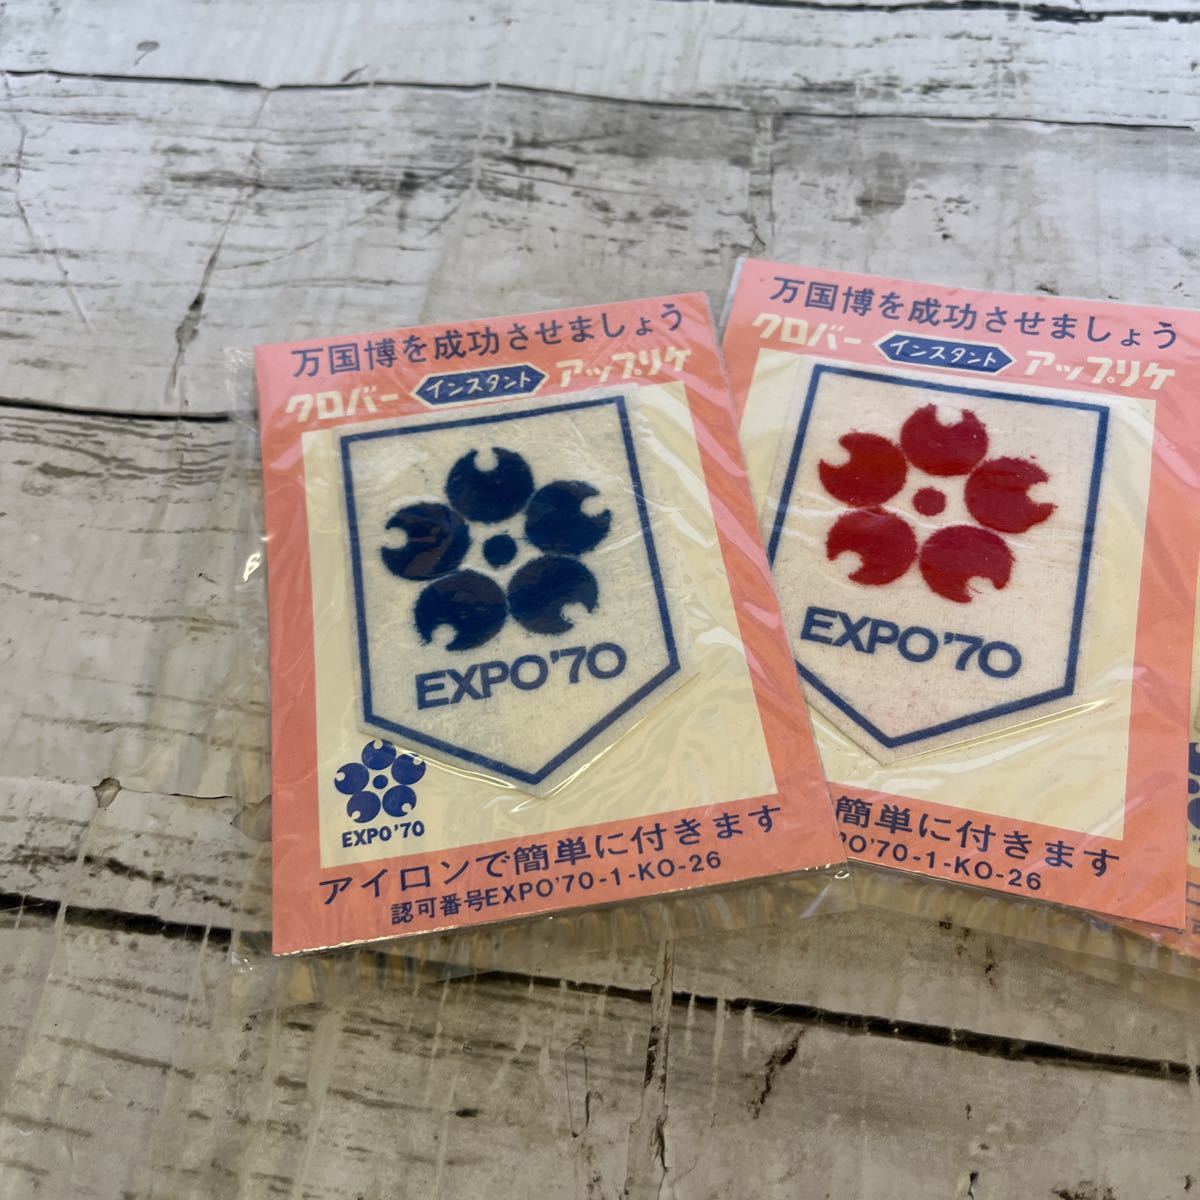 万国博を成功させましょう
クロバー インスタント アップリケ
EXPO'70
EXPO'70
アイロンで簡単に付きます
認可番号EXPO'70-1-KO-26
万国博を成功させましょう
クロバー インスタント アップリケ
EXPO'70
簡単に付きます
PO'70-1-KO-26